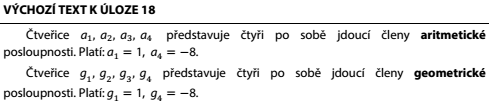 VÝCHOZÍ TEXT K ÚLOZE 18
Čtveřice a₁, a₂, a₃, a₄ představuje čtyři po sobě jdoucí členy aritmetické
posloupnosti. Platí: a₁ = 1, a₄ = −8.
Čtveřice g₁, g₂, g₃, g₄ představuje čtyři po sobě jdoucí členy geometrické
posloupnosti. Platí: g₁ = 1, g₄ = −8.